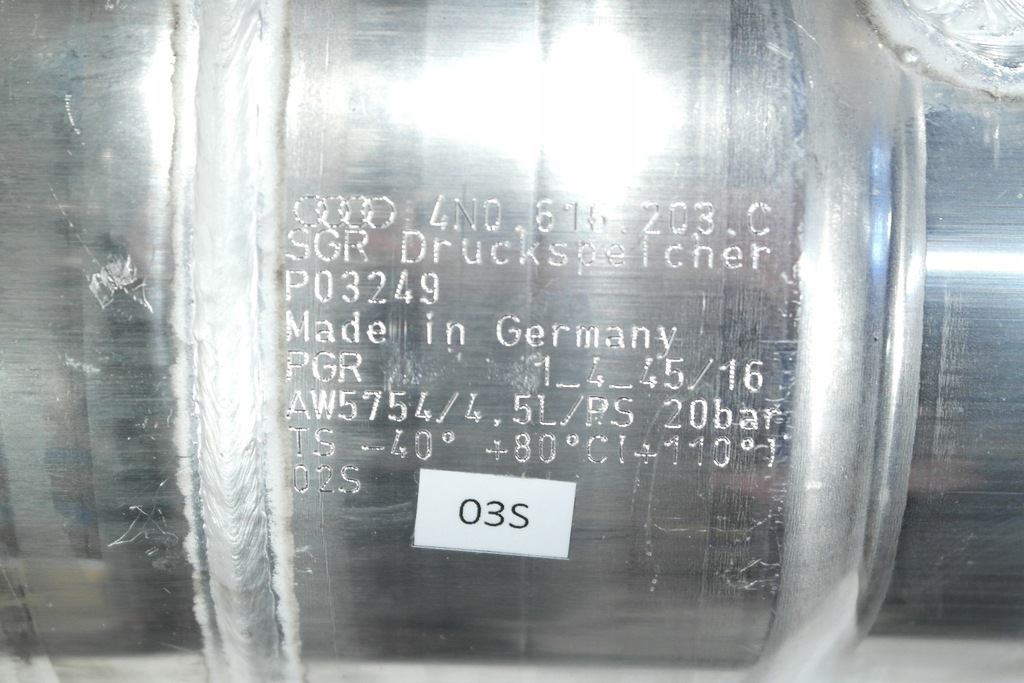 4N0.616.203.C
SGR Druckspeicher
P03249
Made in Germany
PGR 1_4_45/16
AW5754/4.5L/PS 20bar
TS -40° +80°C(+110°)
02S
03S